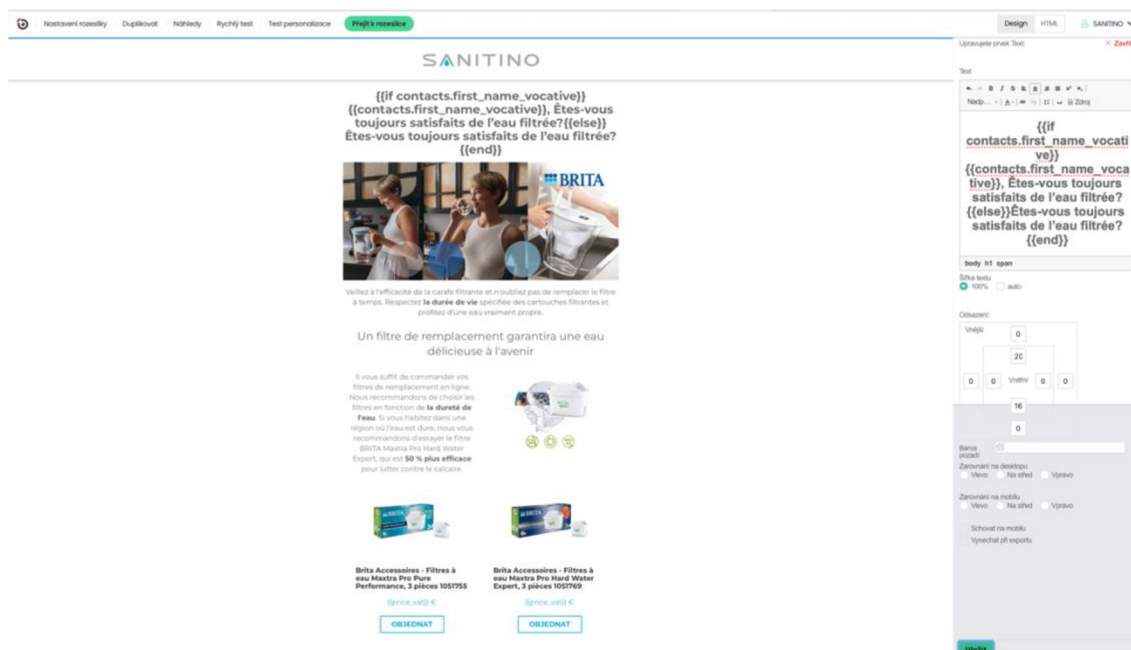 Nastavení rozesílky Duplikovat Náhledy Rychlý test Test personalizace Přejít k rozesílce Design HTML SANITINO
Upravujete prvek Text: × Zavřít
SANITINO
{{if contacts.first_name_vocative}}
{{contacts.first_name_vocative}}, Êtes-vous
toujours satisfaits de l'eau filtrée?{{else}}
Êtes-vous toujours satisfaits de l'eau filtrée?
{{end}}
BRITA
Veillez à l'efficacité de la carafe filtrante et n'oubliez pas de remplacer le filtre
à temps. Respectez la durée de vie spécifiée des cartouches filtrantes et
profitez d'une eau vraiment propre.
Un filtre de remplacement garantira une eau
délicieuse à l'avenir
Il vous suffit de commander vos
filtres de remplacement en ligne.
Nous recommandons de choisir les
filtres en fonction de la dureté de
l'eau. Si vous habitez dans une
région où l'eau est dure, nous vous
recommandons d'essayer le filtre
BRITA Maxtra Pro Hard Water
Expert, qui est 50 % plus efficace
pour lutter contre le calcaire.
BRITA
BRITA
Brita Accessoires - Filtres à
eau Maxtra Pro Pure
Performance, 3 pièces 1051755
{{price_vat}} €
OBJEDNAT
Brita Accessoires - Filtres à
eau Maxtra Pro Hard Water
Expert, 3 pièces 1051769
{{price_vat}} €
OBJEDNAT
Text
B I S
Nadp... A Zdroj
{{if
contacts.first_name_vocati
ve}}
{{contacts.first_name_voca
tive}}, Êtes-vous toujours
satisfaits de l'eau filtrée?
{{else}}Êtes-vous toujours
satisfaits de l'eau filtrée?
{{end}}
body h1 span
Šířka textu
100% auto
Odsazení:
Vnější 0
20
0 0 Vnitřní 0 0
16
0
Barva
pozadí
Zarovnání na desktopu
Vlevo Na střed Vpravo
Zarovnání na mobilu
Vlevo Na střed Vpravo
Schovat na mobilu
Vynechat při exportu
Uložit